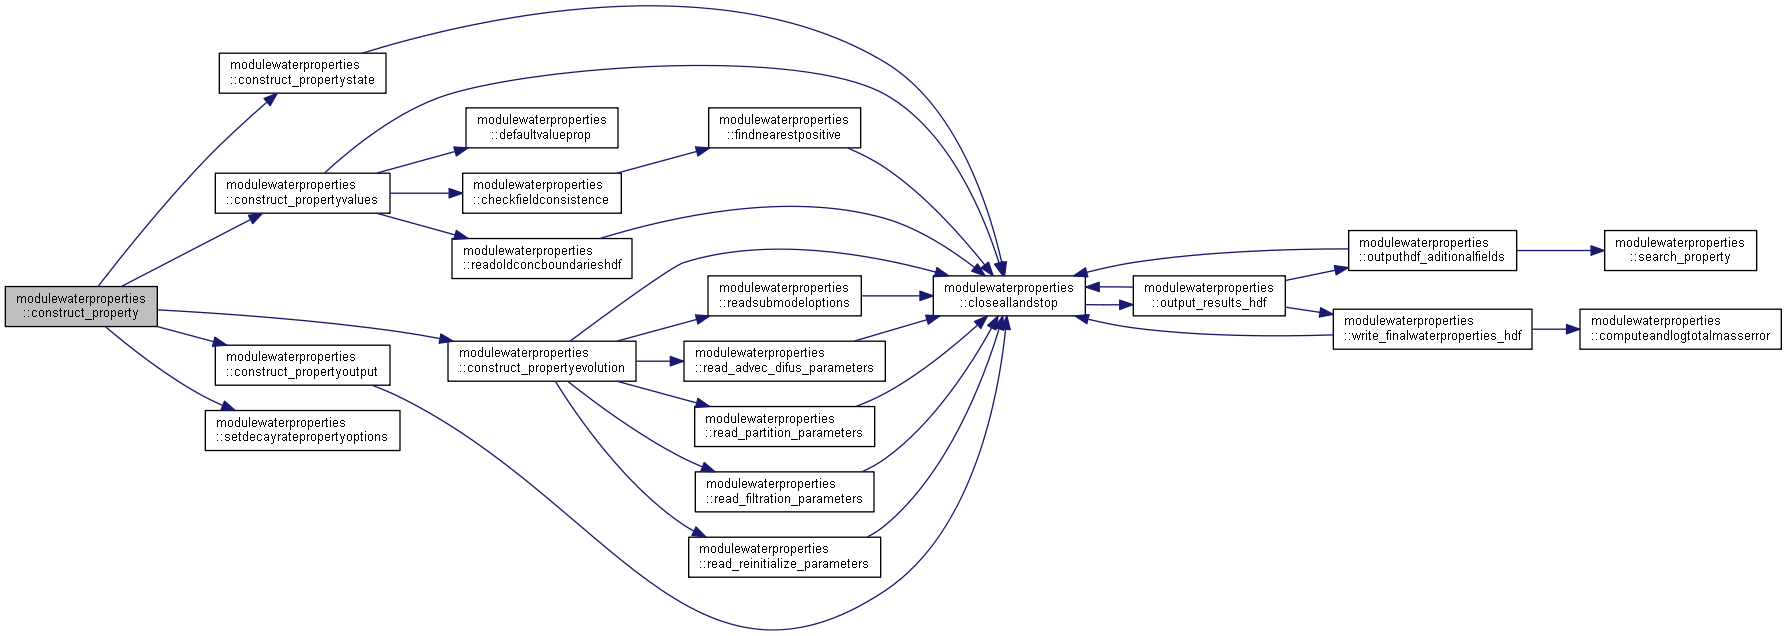 modulewaterproperties
::construct_property
modulewaterproperties
::construct_propertystate
modulewaterproperties
::construct_propertyvalues
modulewaterproperties
::construct_propertyoutput
modulewaterproperties
::setdecayratepropertyoptions
modulewaterproperties
::defaultvalueprop
modulewaterproperties
::checkfieldconsistence
modulewaterproperties
::readoldconcboundarieshdf
modulewaterproperties
::construct_propertyevolution
modulewaterproperties
::findnearestpositive
modulewaterproperties
::readsubmodeloptions
modulewaterproperties
::read_advec_difus_parameters
modulewaterproperties
::read_partition_parameters
modulewaterproperties
::read_filtration_parameters
modulewaterproperties
::read_reinitialize_parameters
modulewaterproperties
::closeallandstop
modulewaterproperties
::output_results_hdf
modulewaterproperties
::outputhdf_aditionalfields
modulewaterproperties
::write_finalwaterproperties_hdf
modulewaterproperties
::search_property
modulewaterproperties
::computeandlogtotalmasserror